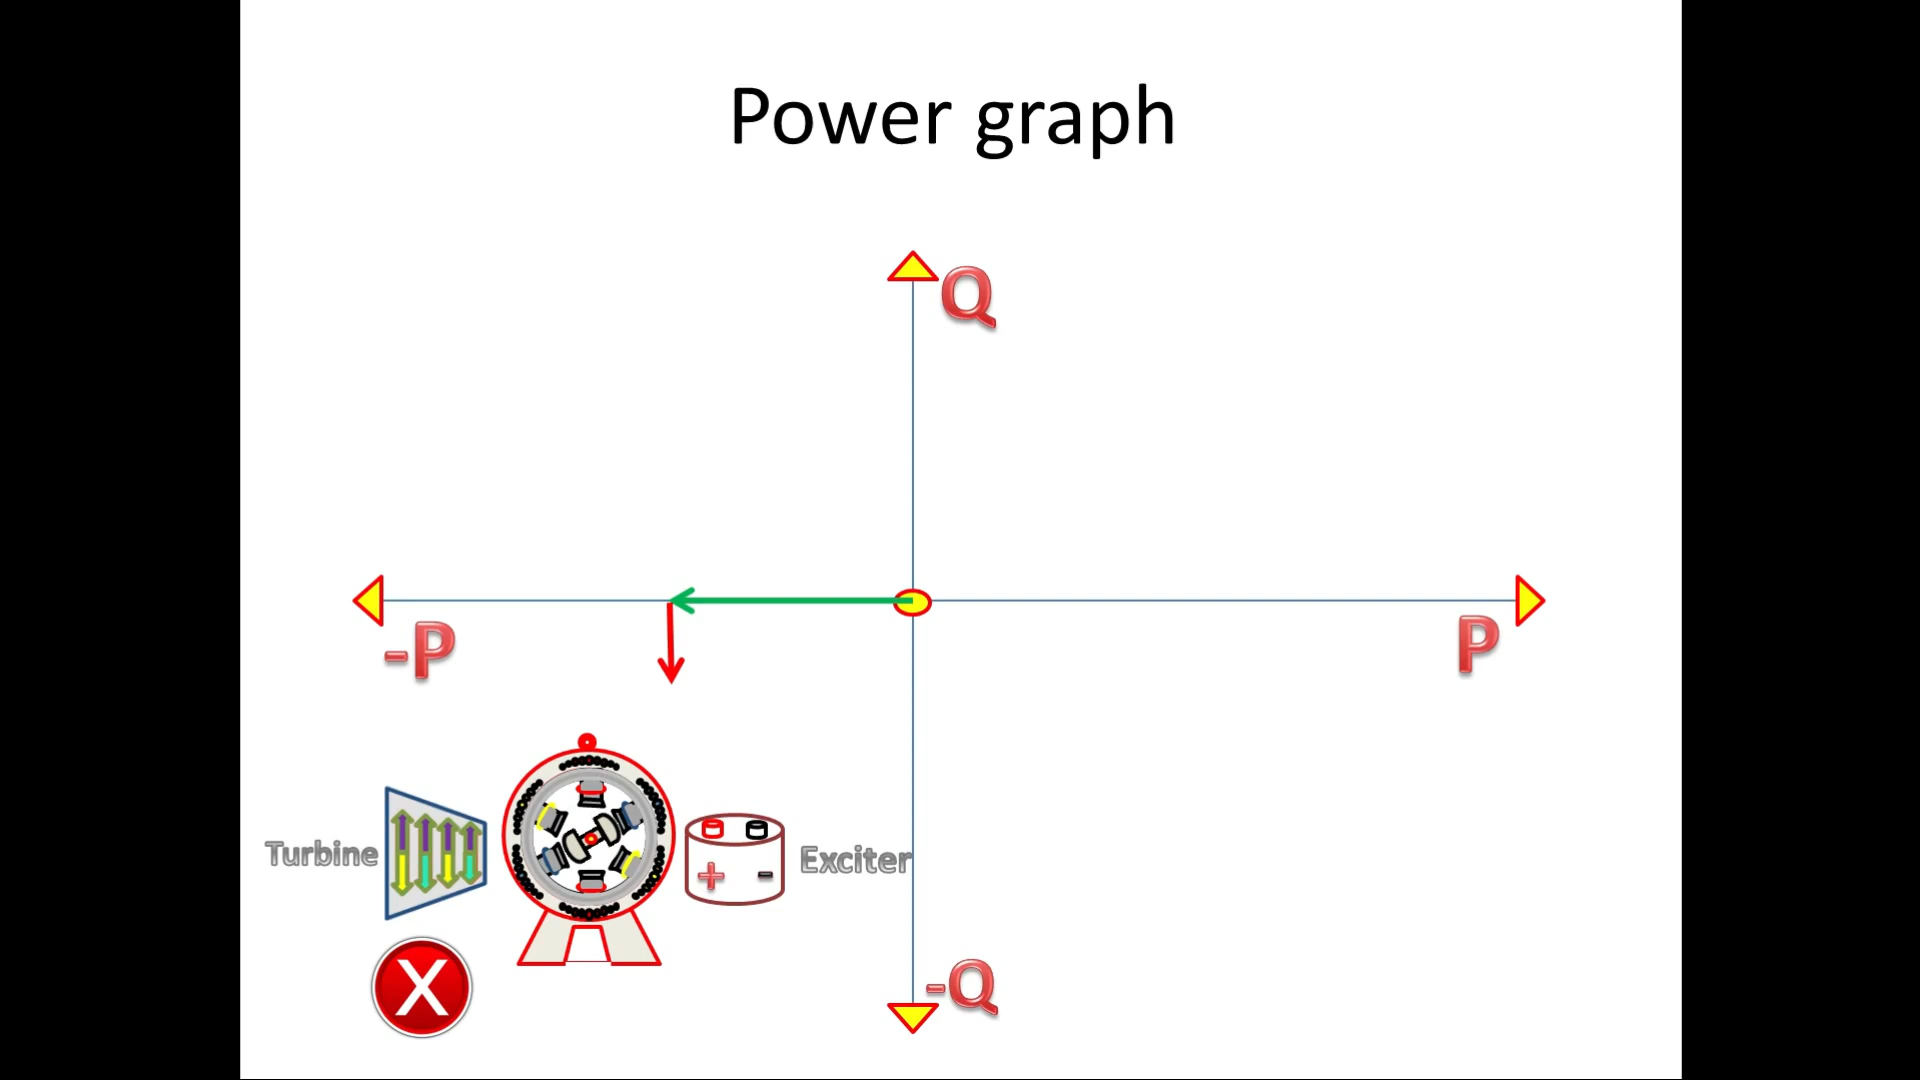 Power graph
Q
-P
P
Turbine
+ -
Exciter
X
-Q